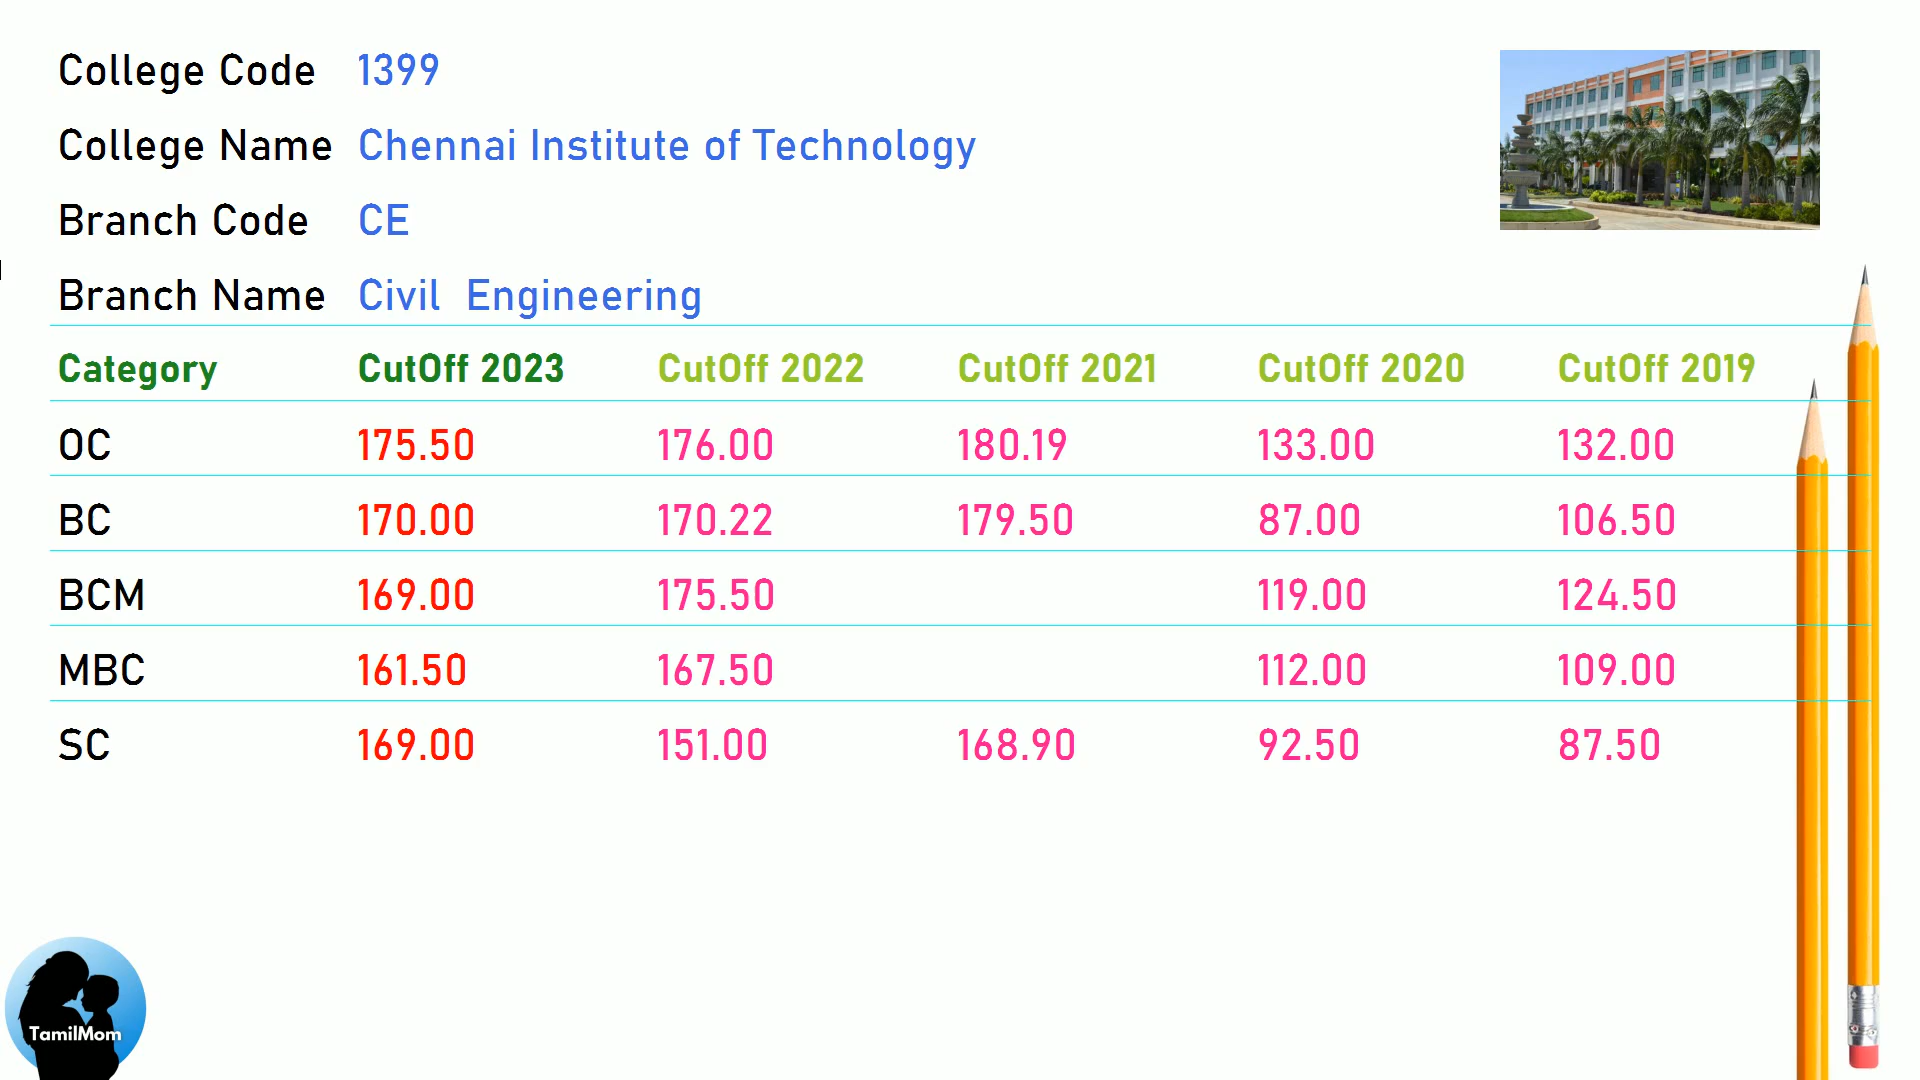 College Code 1399
College Name Chennai Institute of Technology
Branch Code CE
Branch Name Civil Engineering
Category CutOff 2023 CutOff 2022 CutOff 2021 CutOff 2020 CutOff 2019
OC 175.50 176.00 180.19 133.00 132.00
BC 170.00 170.22 179.50 87.00 106.50
BCM 169.00 175.50 119.00 124.50
MBC 161.50 167.50 112.00 109.00
SC 169.00 151.00 168.90 92.50 87.50
TamilMom